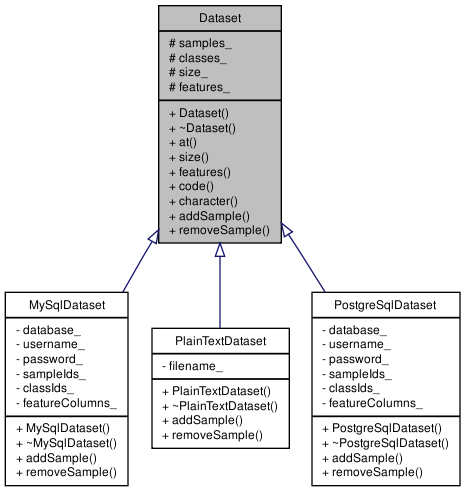 Dataset
# samples_
# classes_
# size_
# features_
+ Dataset()
+ ~Dataset()
+ at()
+ size()
+ features()
+ code()
+ character()
+ addSample()
+ removeSample()
MySqlDataset
- database_
- username_
- password_
- sampleIds_
- classIds_
- featureColumns_
+ MySqlDataset()
+ ~MySqlDataset()
+ addSample()
+ removeSample()
PlainTextDataset
- filename_
+ PlainTextDataset()
+ ~PlainTextDataset()
+ addSample()
+ removeSample()
PostgreSqlDataset
- database_
- username_
- password_
- sampleIds_
- classIds_
- featureColumns_
+ PostgreSqlDataset()
+ ~PostgreSqlDataset()
+ addSample()
+ removeSample()